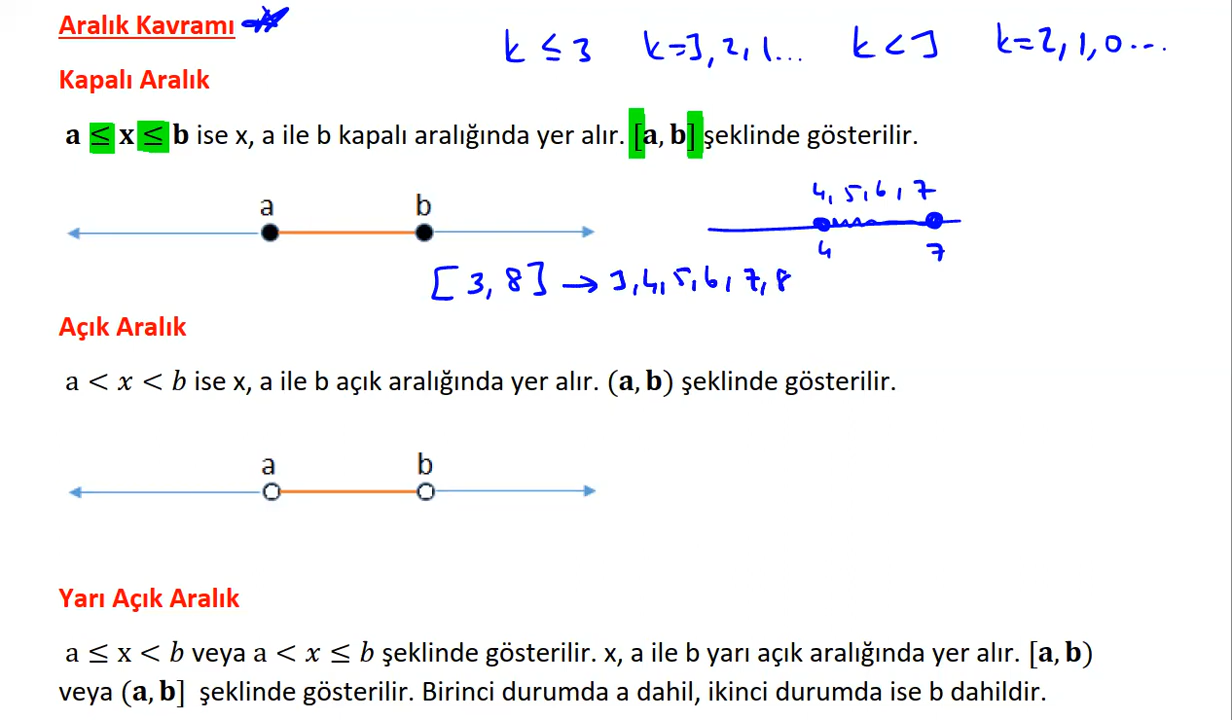 Aralık Kavramı
k ≤ 3 k=3, 2, 1... k < 3 k=2, 1, 0...
Kapalı Aralık
a ≤ x ≤ b ise x, a ile b kapalı aralığında yer alır. [a, b] şeklinde gösterilir.
4, 5, 6, 7
a b
4 7
[3, 8] → 3, 4, 5, 6, 7, 8
Açık Aralık
a < x < b ise x, a ile b açık aralığında yer alır. (a, b) şeklinde gösterilir.
a b
Yarı Açık Aralık
a ≤ x < b veya a < x ≤ b şeklinde gösterilir. x, a ile b yarı açık aralığında yer alır. [a, b)
veya (a, b] şeklinde gösterilir. Birinci durumda a dahil, ikinci durumda ise b dahildir.